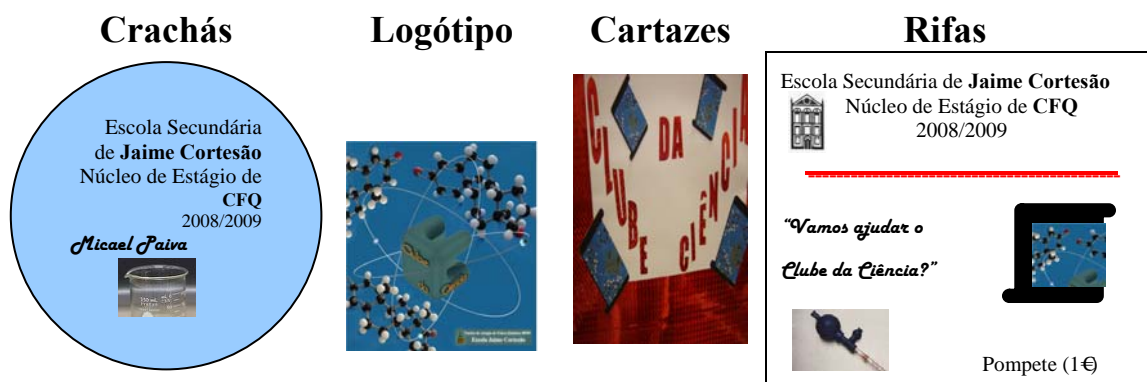 Crachás
Logótipo
Cartazes
Rifas
Escola Secundária
de Jaime Cortesão
Núcleo de Estágio de
CFQ
2008/2009
Micael Paiva
CLUBE DA CIÊNCIA
Escola Jaime Cortesão
Escola Secundária de Jaime Cortesão
Núcleo de Estágio de CFQ
2008/2009
“Vamos ajudar o
Clube da Ciência?”
Pompete (1€)